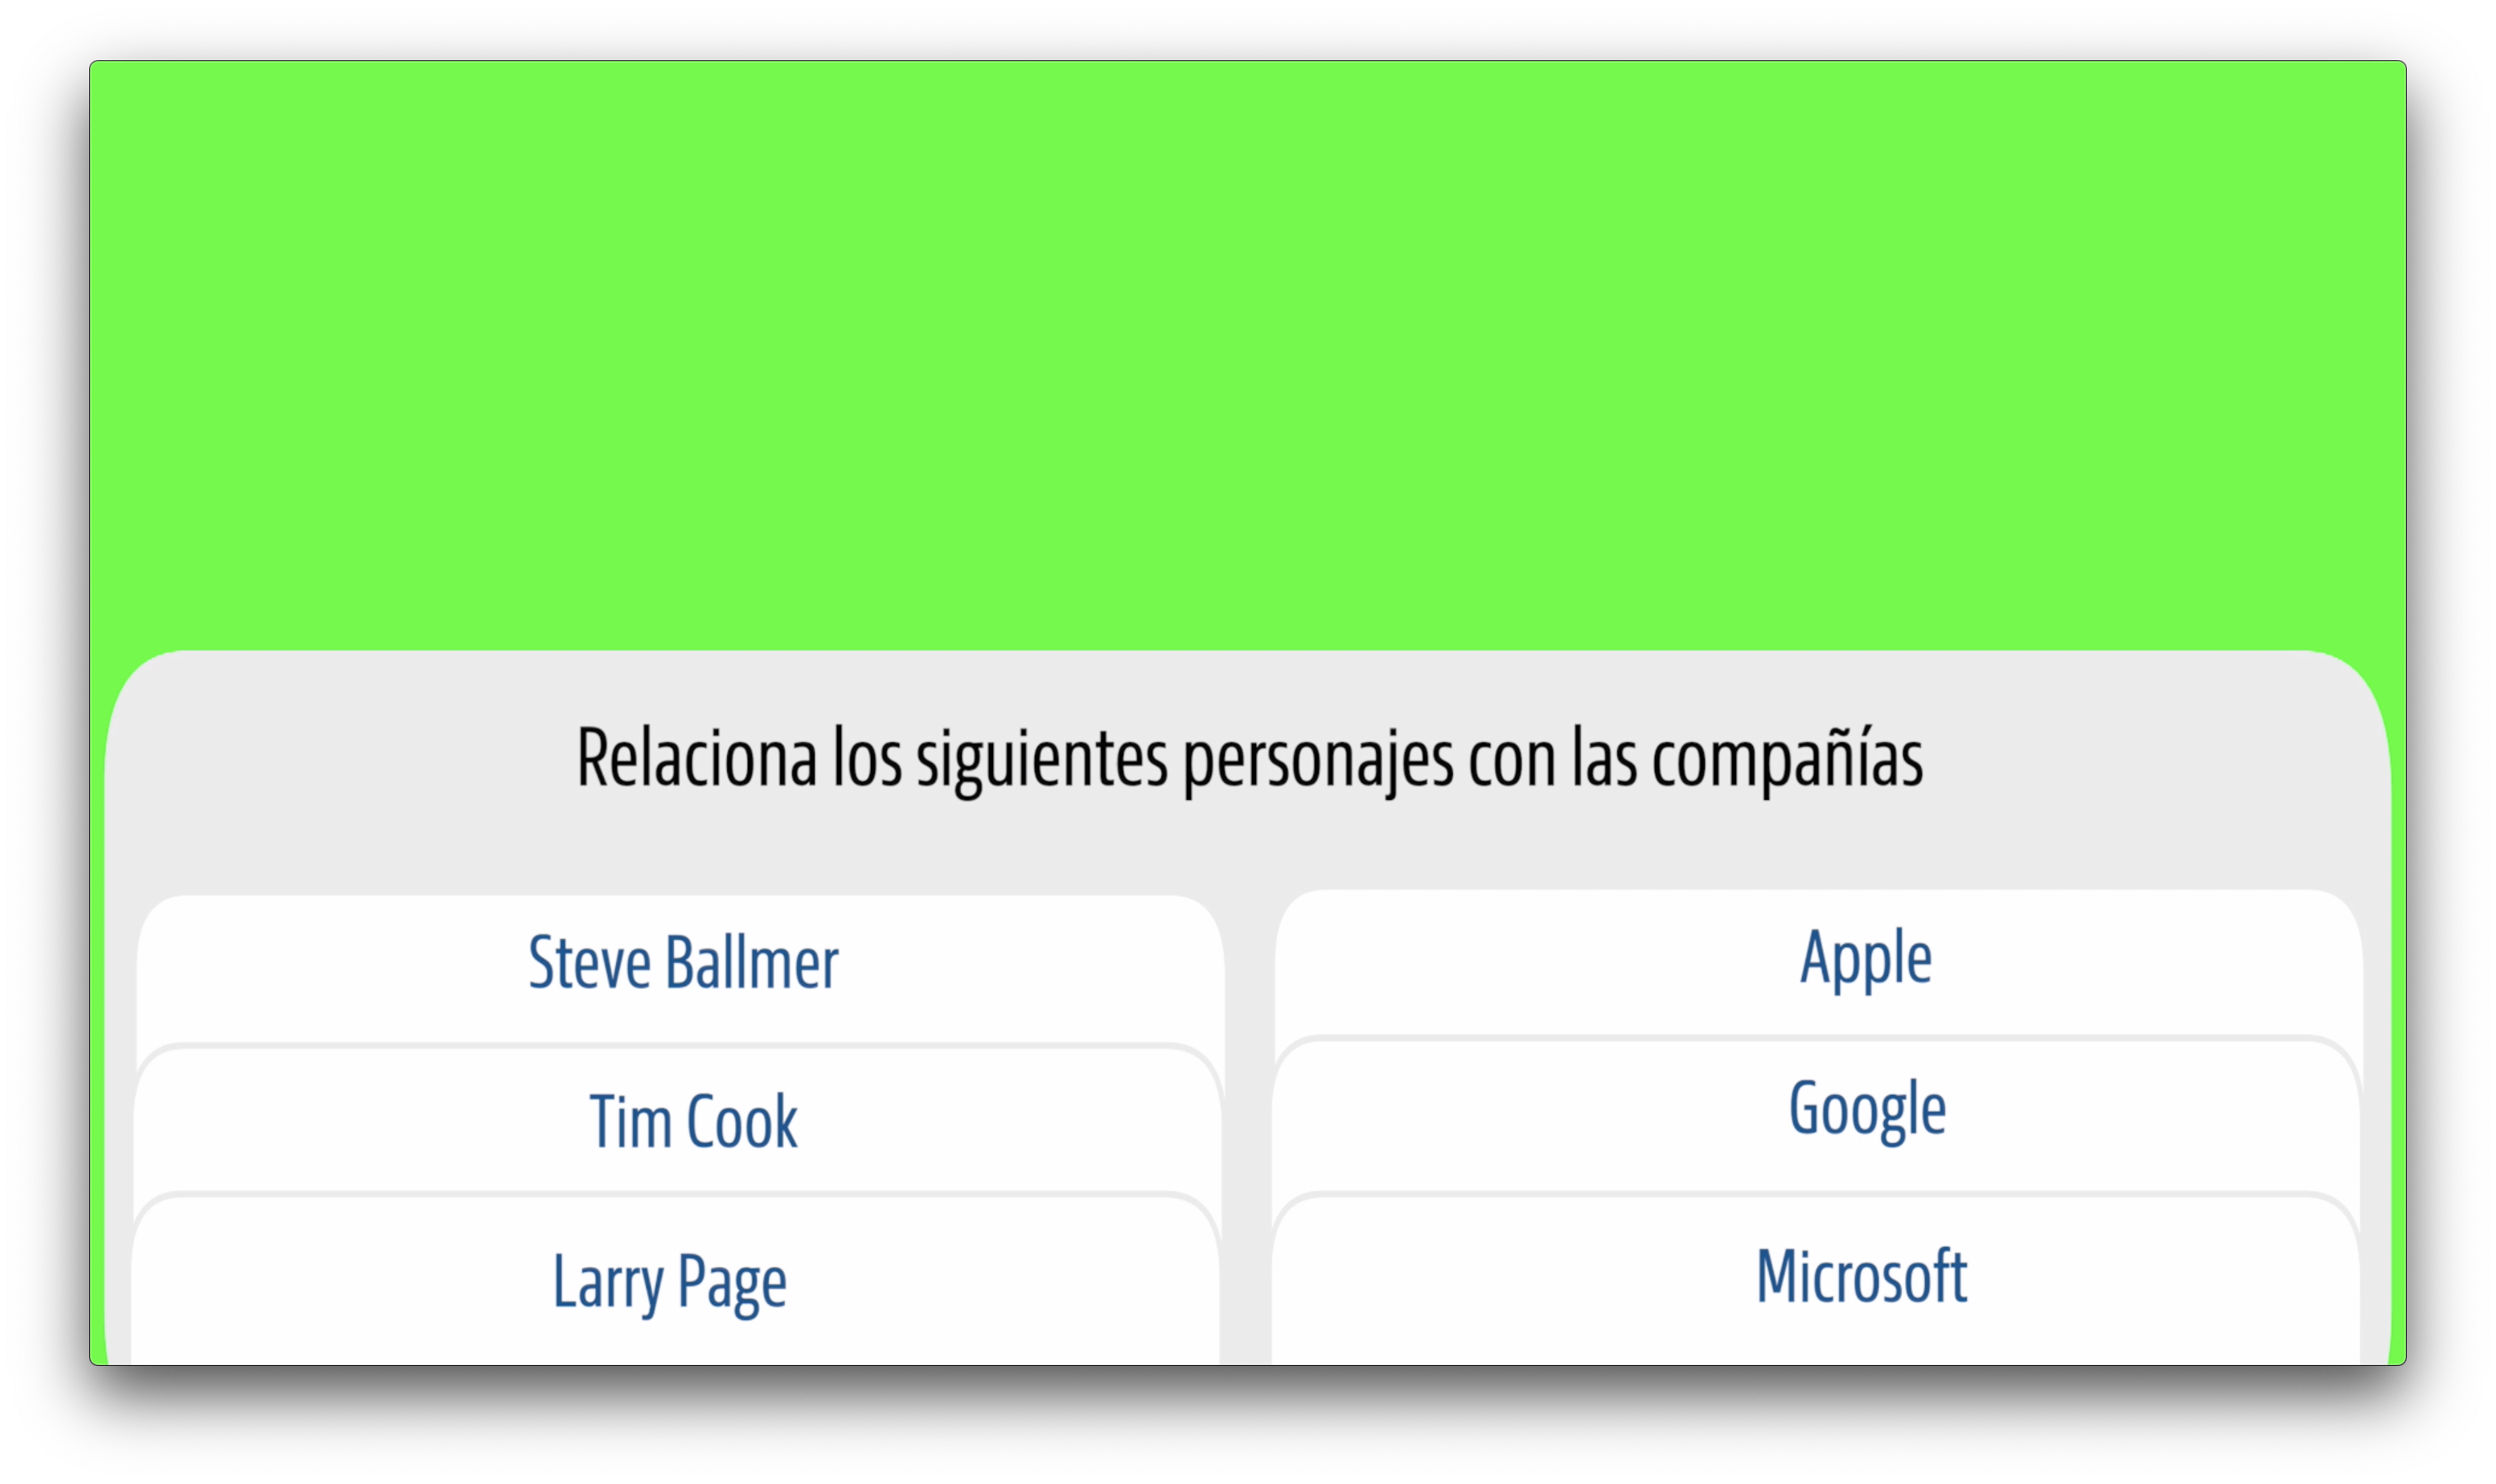 Relaciona los siguientes personajes con las compañías
Steve Ballmer
Apple
Tim Cook
Google
Larry Page
Microsoft